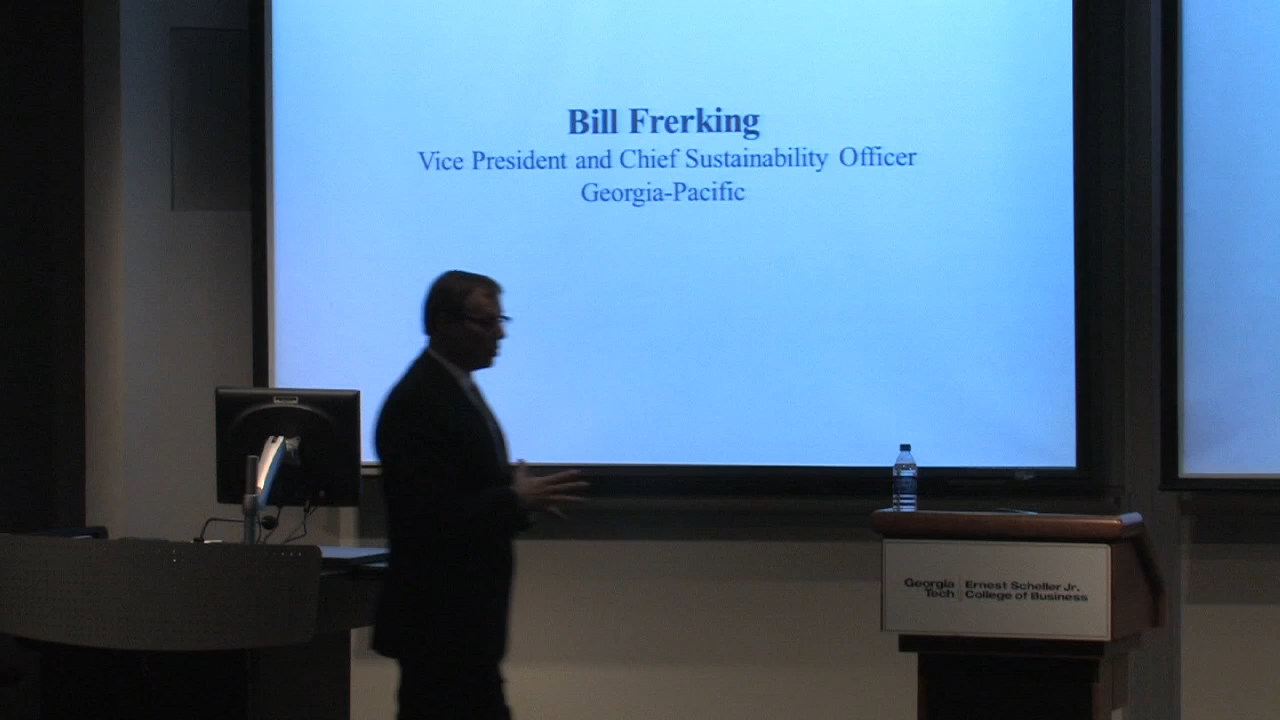 Bill Frerking
Vice President and Chief Sustainability Officer
Georgia-Pacific
Georgia Tech
Ernest Scheller Jr.
College of Business